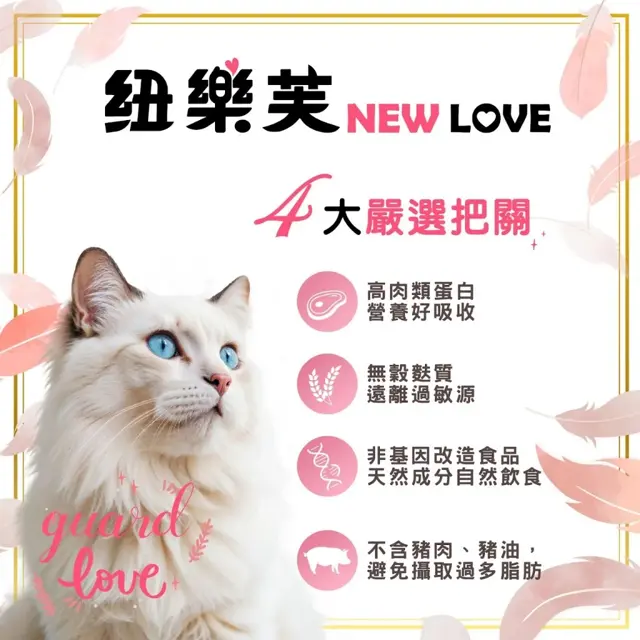 紐樂芙 NEW LOVE
4大嚴選把關
高肉類蛋白
營養好吸收
無穀麩質
遠離過敏源
非基因改造食品
天然成分自然飲食
不含豬肉、豬油，
避免攝取過多脂肪
guard
love